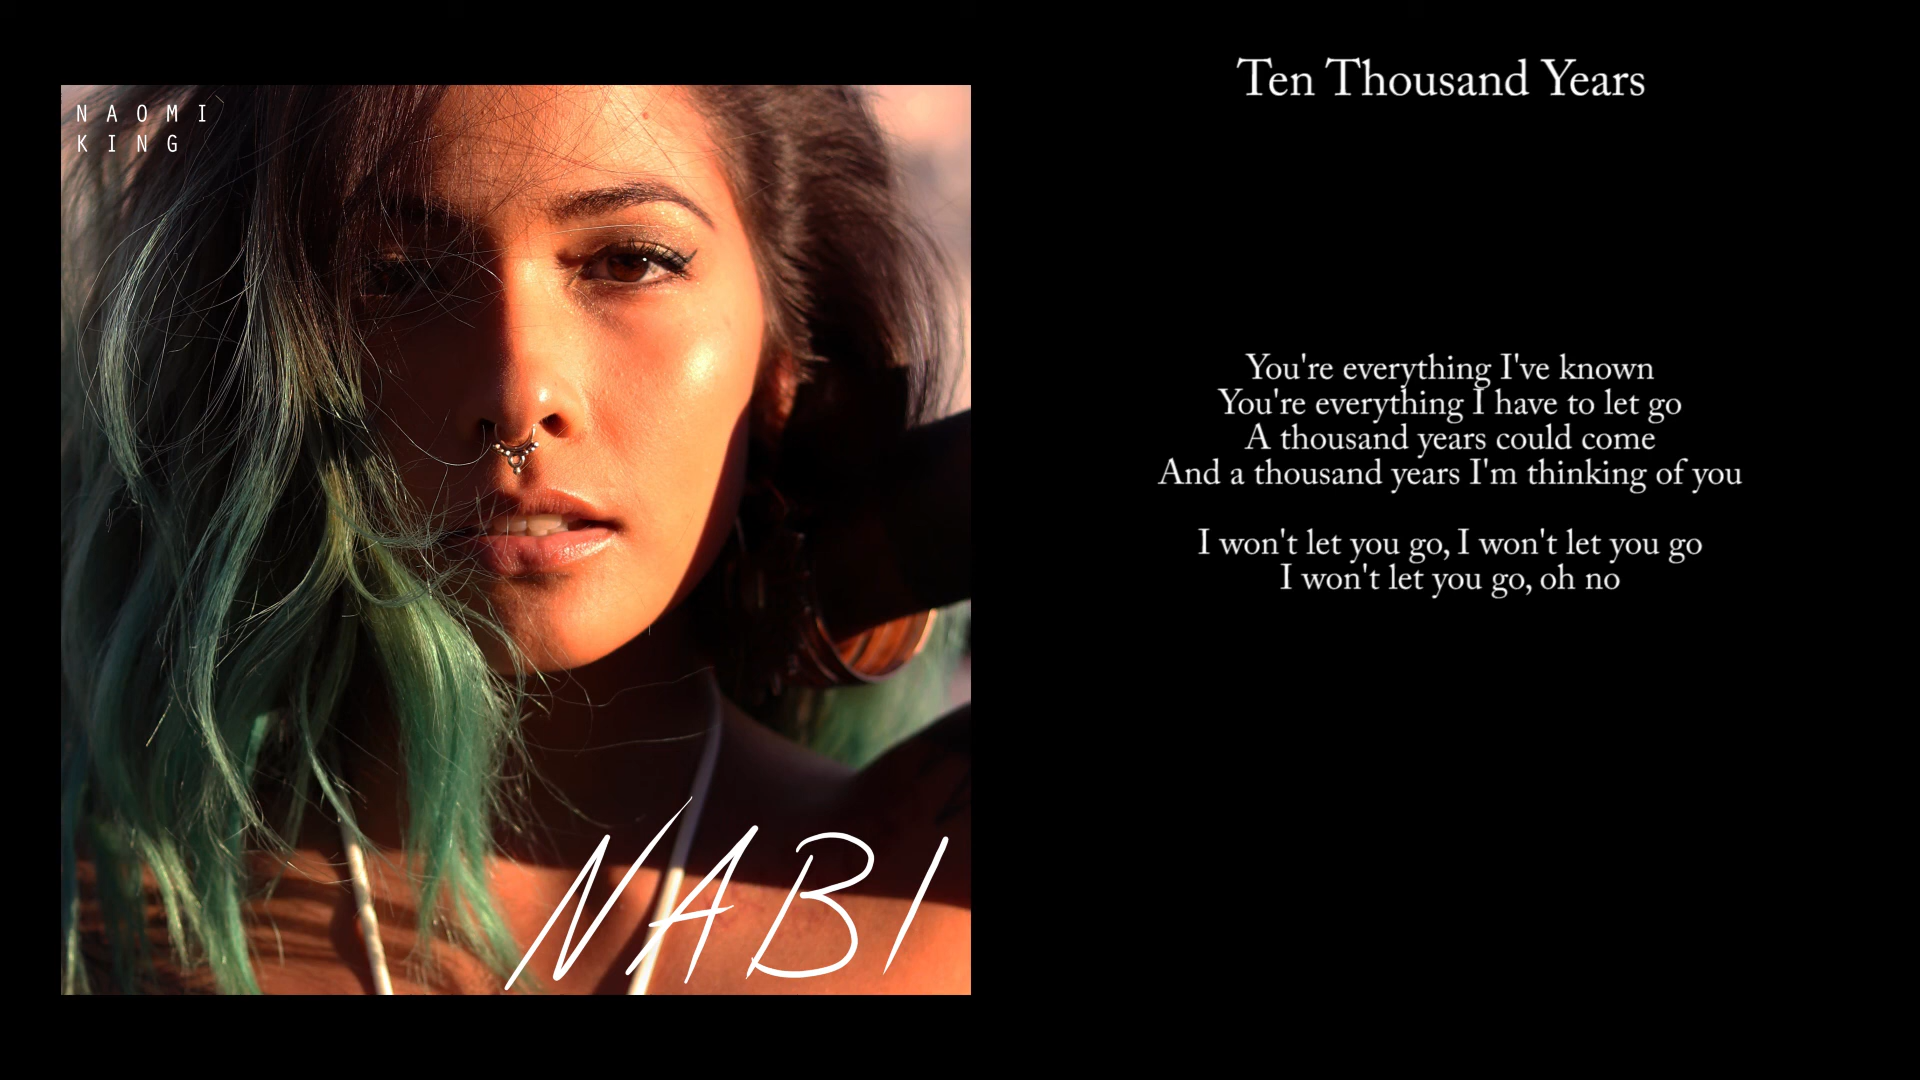 NAOMI
KING
NABI
Ten Thousand Years
You're everything I've known
You're everything I have to let go
A thousand years could come
And a thousand years I'm thinking of you
I won't let you go, I won't let you go
I won't let you go, oh no